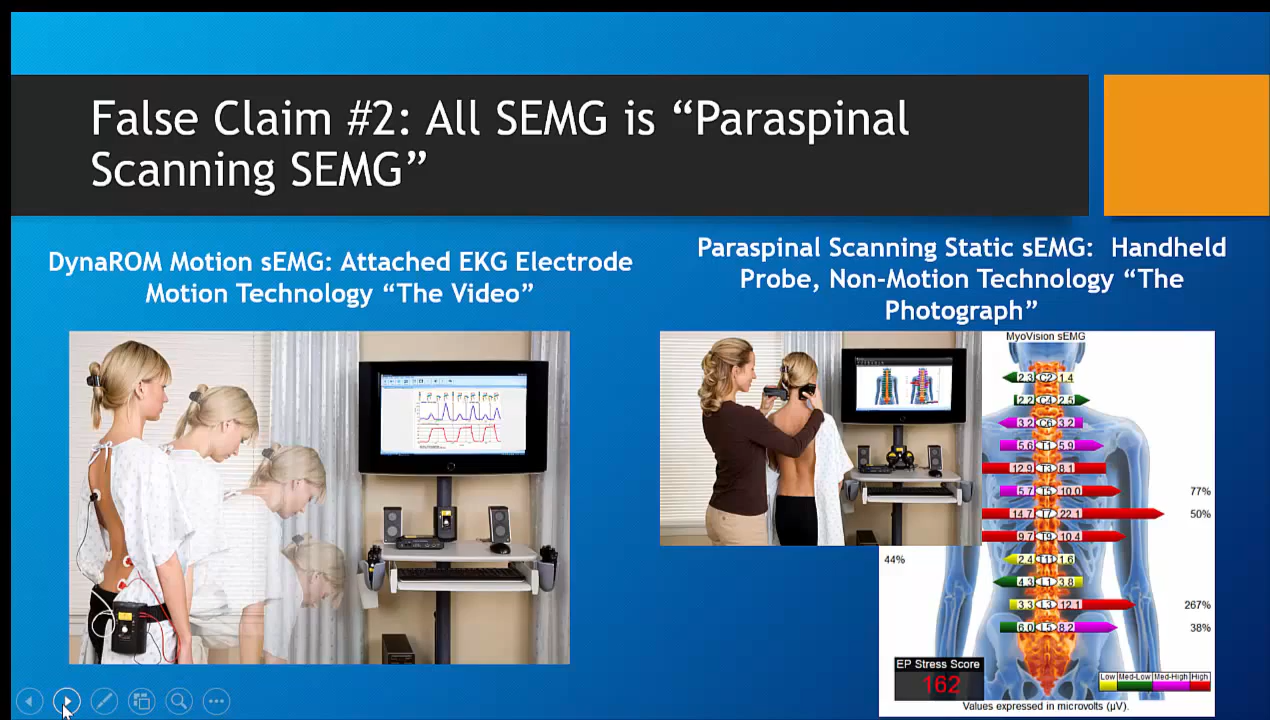 False Claim #2: All SEMG is “Paraspinal
Scanning SEMG”
DynaROM Motion sEMG: Attached EKG Electrode
Motion Technology “The Video”
Paraspinal Scanning Static sEMG:  Handheld
Probe, Non-Motion Technology “The
Photograph”
MyoVision sEMG
2.3 C2 1.4
2.2 C4 2.5
3.2 C6 3.2
5.6 T1 5.9
12.9 T3 8.1
5.7 T5 10.0 77%
14.7 T7 22.1 50%
9.7 T9 10.4
44% 2.4 T11 1.6
4.3 L1 3.8
3.3 L3 12.1 267%
6.0 L5 8.2 38%
EP Stress Score
162
Low Med-Low Med-High High
Values expressed in microvolts (µV).